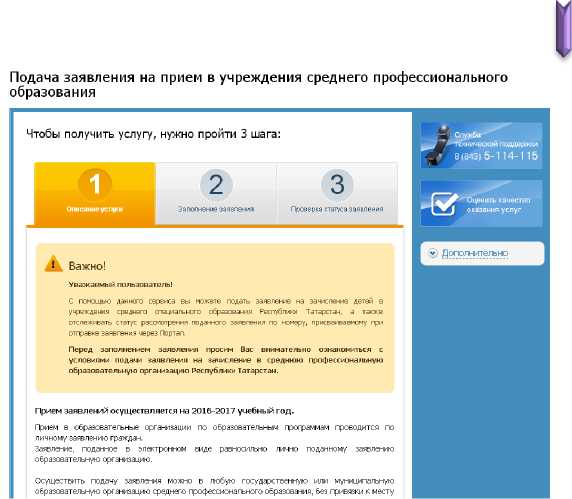 Подача заявления на прием в учреждения среднего профессионального
образования
Чтобы получить услугу, нужно пройти 3 шага:
1
Описание услуги
2
Заполнение заявления
3
Проверка статуса заявления
Важно!
Уважаемый пользователь!
С помощью данного сервиса вы можете подать заявление на зачисление детей в
учреждения среднего специального образования Республики Татарстан, а также
отслеживать статус рассмотрения поданного заявления по номеру, присваиваемому при
отправке заявления через Портал.
Перед заполнением заявления просим Вас внимательно ознакомиться с
условиями подачи заявления на зачисление в среднюю профессиональную
образовательную организацию Республики Татарстан.
Прием заявлений осуществляется на 2016-2017 учебный год.
Прием в образовательные организации по образовательным программам проводится по
личному заявлению граждан.
Заявление, поданное в электронном виде равносильно лично поданному заявлению
образовательную организацию.
Осуществить подачу заявления можно в любую государственную или муниципальную
образовательную организацию среднего профессионального образования, без привязки к месту
Служба
технической поддержки
8 (843) 5-114-115
Оценить качество
оказания услуг
Дополнительно